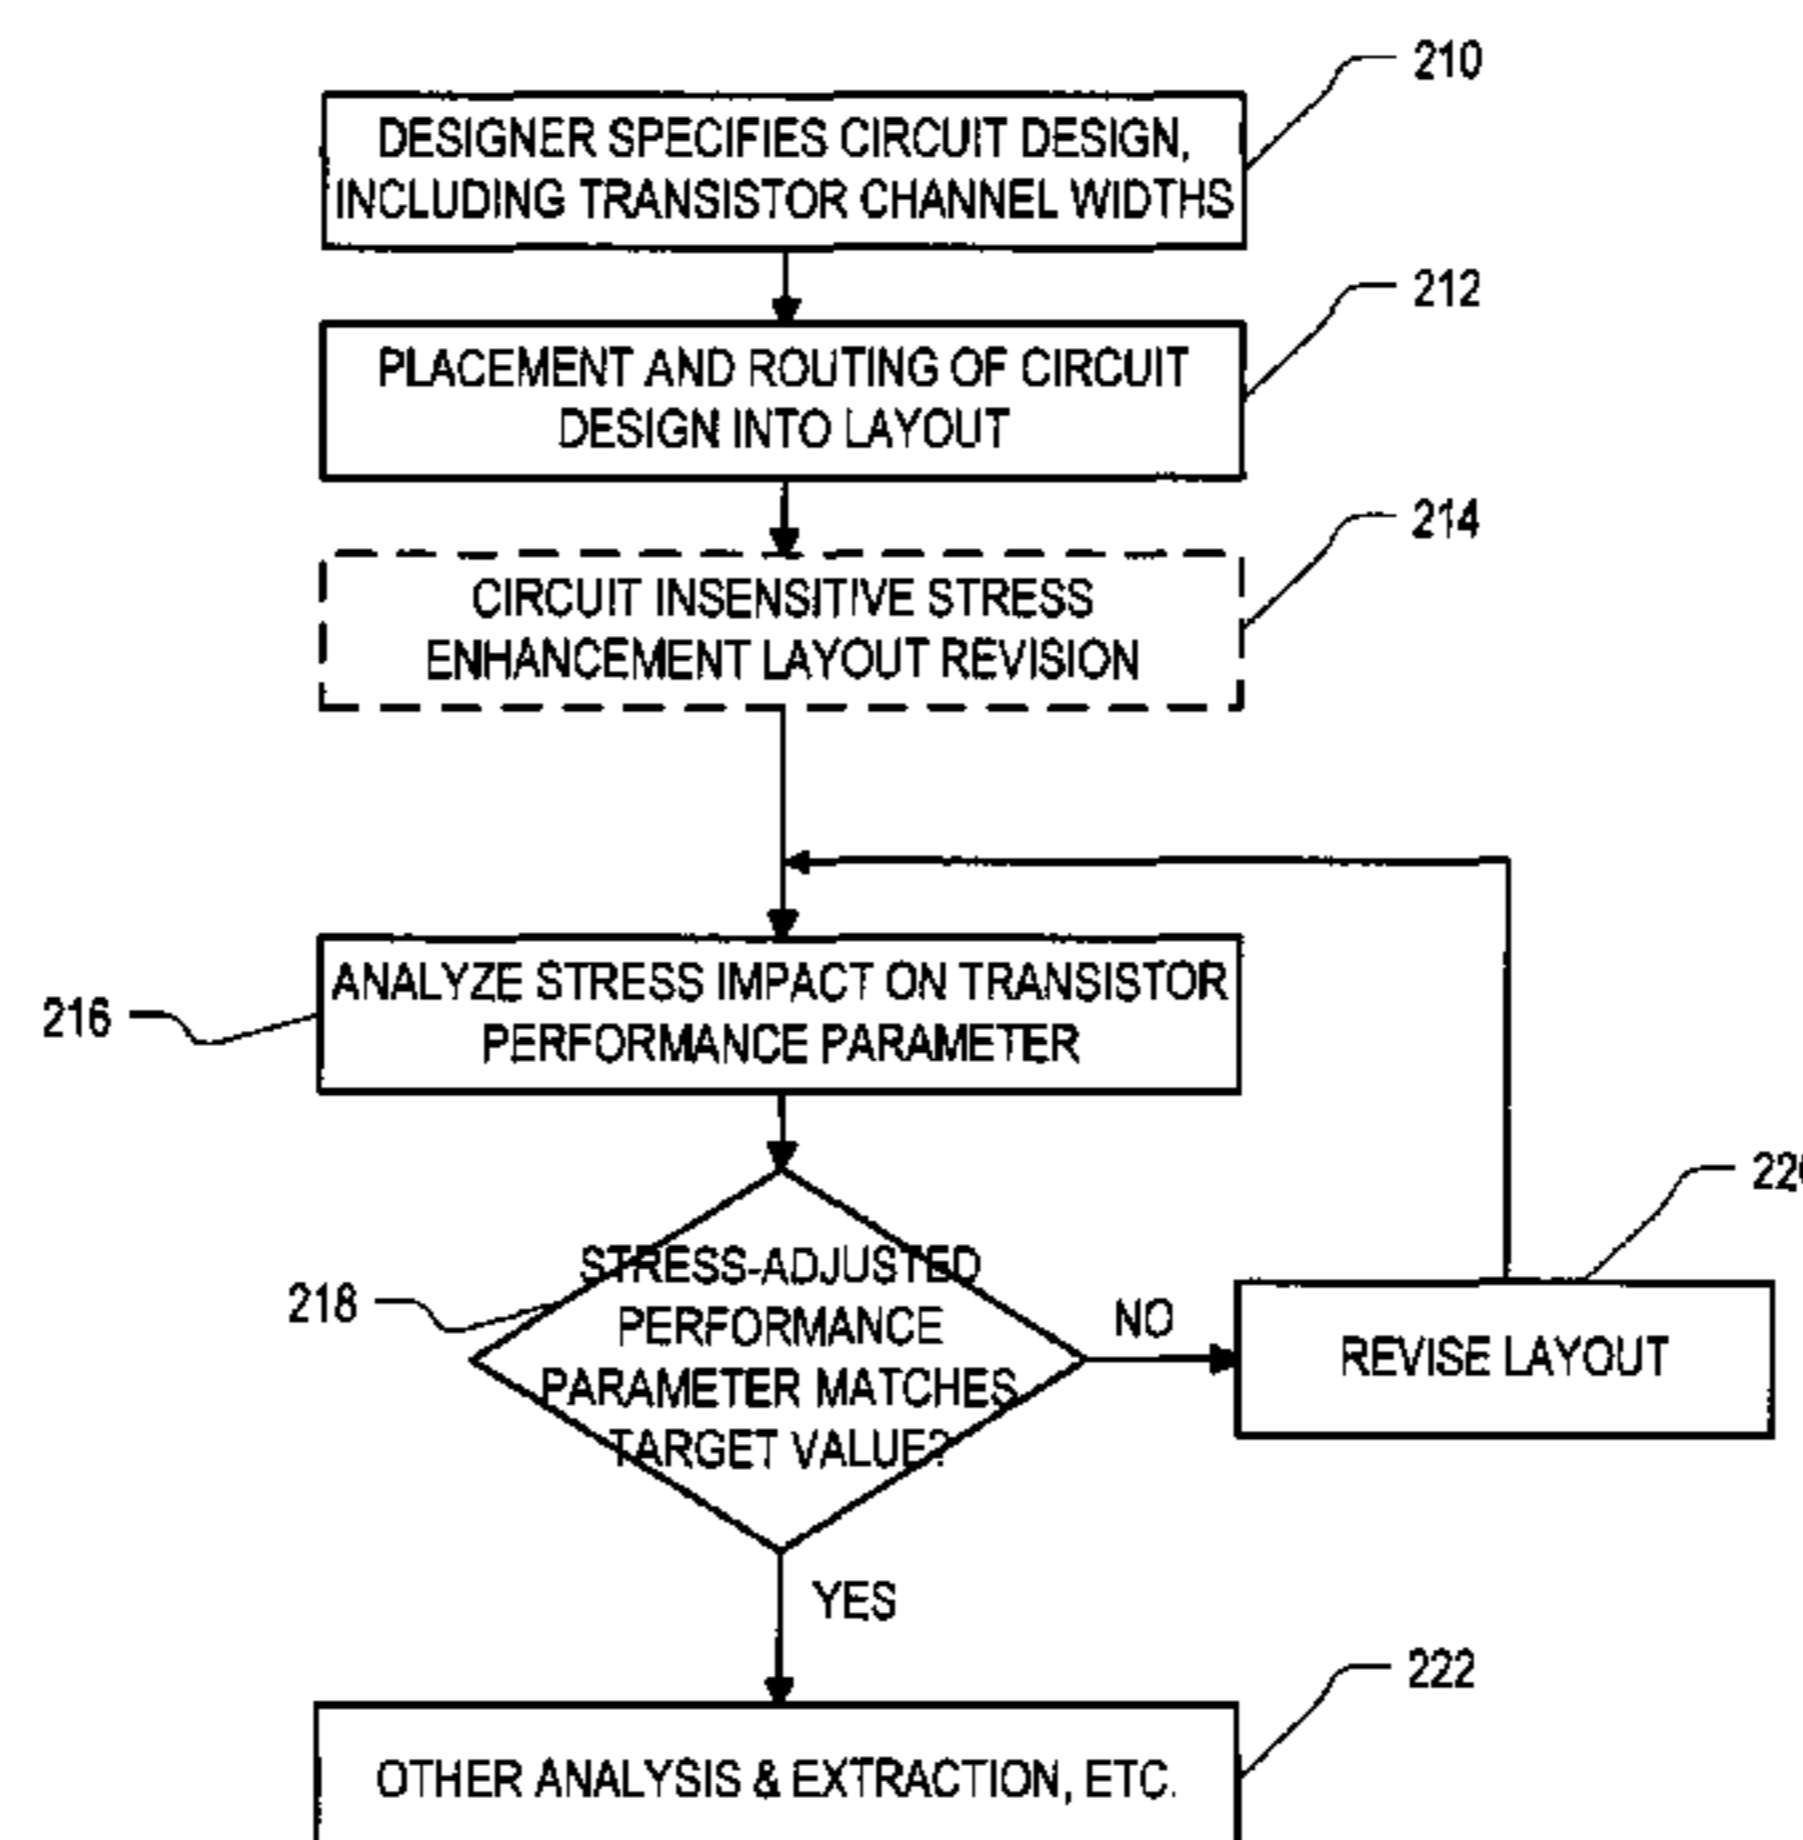 210
DESIGNER SPECIFIES CIRCUIT DESIGN,
INCLUDING TRANSISTOR CHANNEL WIDTHS
212
PLACEMENT AND ROUTING OF CIRCUIT
DESIGN INTO LAYOUT
214
CIRCUIT INSENSITIVE STRESS
ENHANCEMENT LAYOUT REVISION
216
ANALYZE STRESS IMPACT ON TRANSISTOR
PERFORMANCE PARAMETER
218
STRESS-ADJUSTED
PERFORMANCE
PARAMETER MATCHES
TARGET VALUE?
NO
220
REVISE LAYOUT
YES
222
OTHER ANALYSIS & EXTRACTION, ETC.